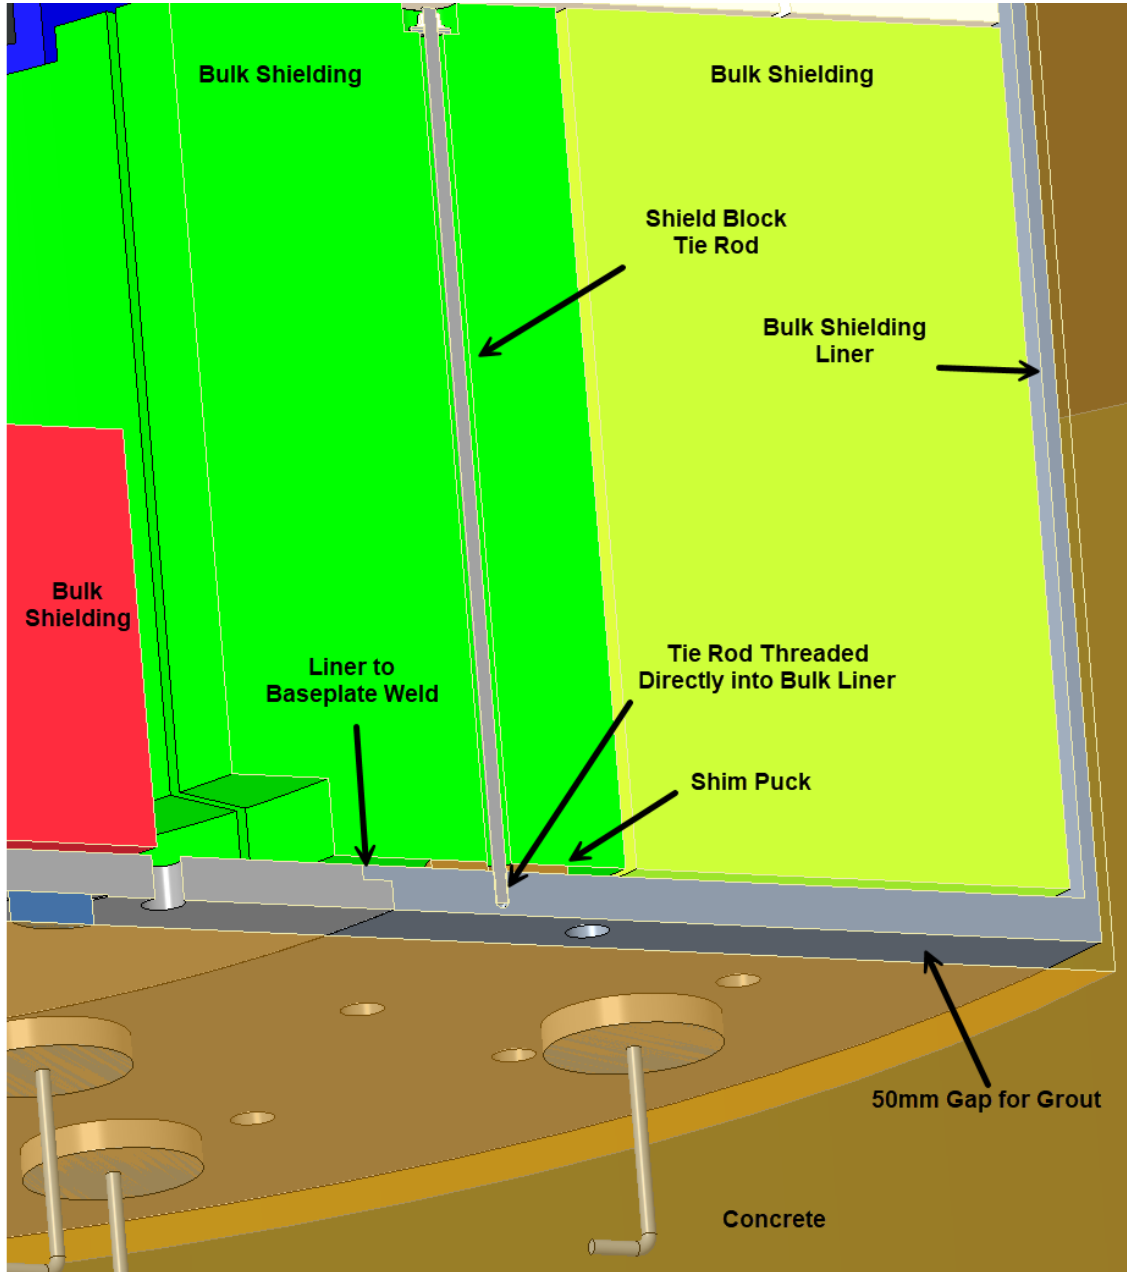 Bulk Shielding
Bulk Shielding
Shield Block
Tie Rod
Bulk Shielding
Liner
Bulk
Shielding
Liner to
Baseplate Weld
Tie Rod Threaded
Directly into Bulk Liner
Shim Puck
50mm Gap for Grout
Concrete